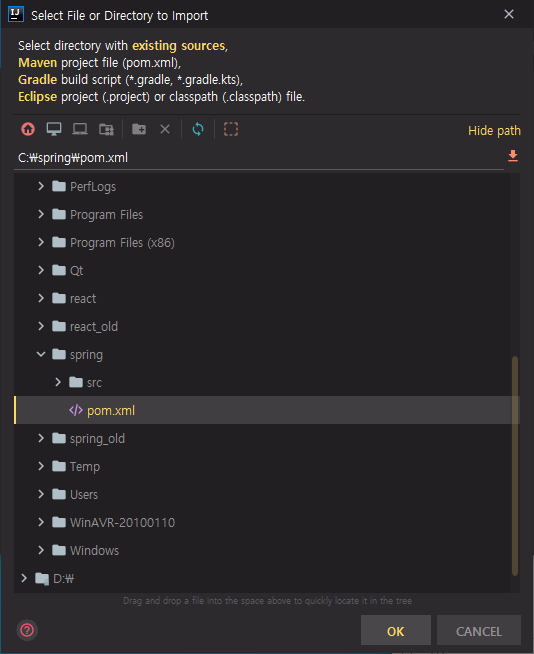 IJ
Select File or Directory to Import
Select directory with existing sources,
Maven project file (pom.xml),
Gradle build script (*.gradle, *.gradle.kts),
Eclipse project (.project) or classpath (.classpath) file.
Hide path
C:₩spring₩pom.xml
PerfLogs
Program Files
Program Files (x86)
Qt
react
react_old
spring
src
pom.xml
spring_old
Temp
Users
WinAVR-20100110
Windows
D:₩
Drag and drop a file into the space above to quickly locate it in the tree
OK
CANCEL